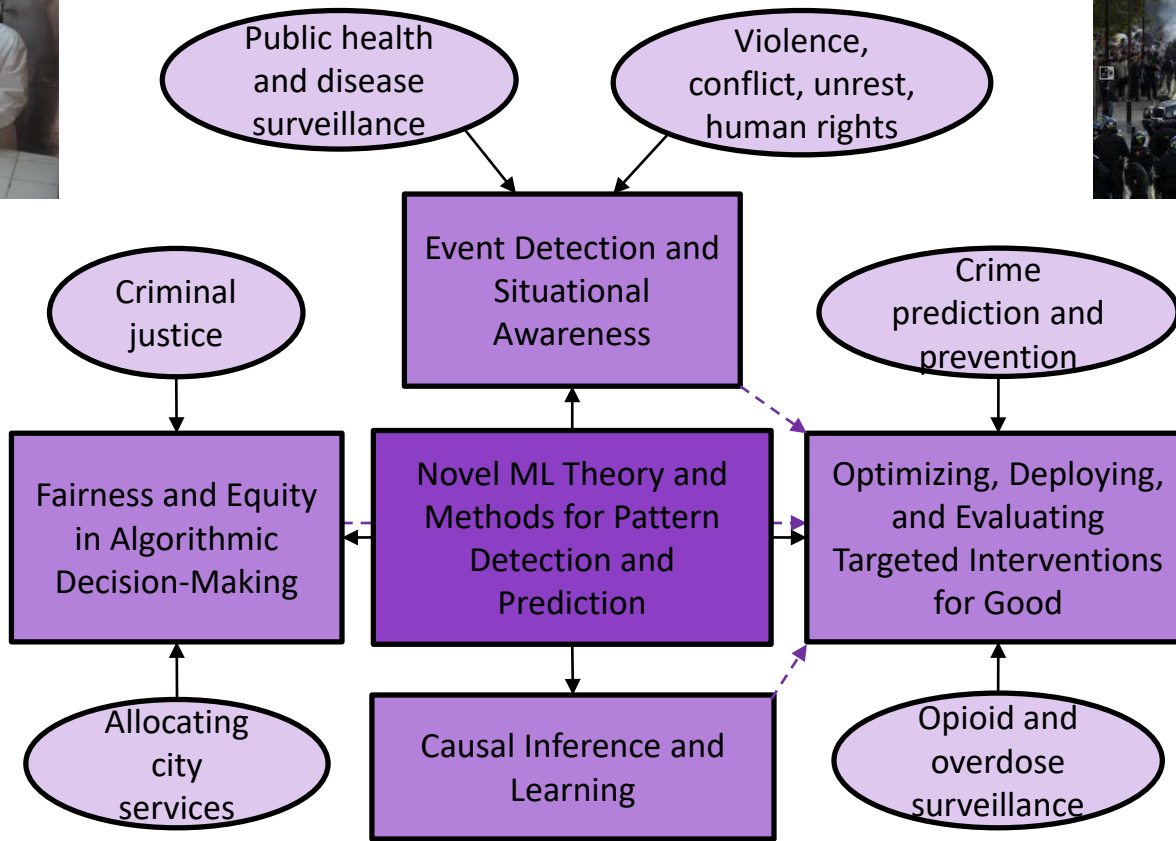 Public health
and disease
surveillance
Violence,
conflict, unrest,
human rights
Event Detection and
Situational
Awareness
Criminal
justice
Crime
prediction and
prevention
Fairness and Equity
in Algorithmic
Decision-Making
Novel ML Theory and
Methods for Pattern
Detection and
Prediction
Optimizing, Deploying,
and Evaluating
Targeted Interventions
for Good
Allocating
city
services
Causal Inference and
Learning
Opioid and
overdose
surveillance